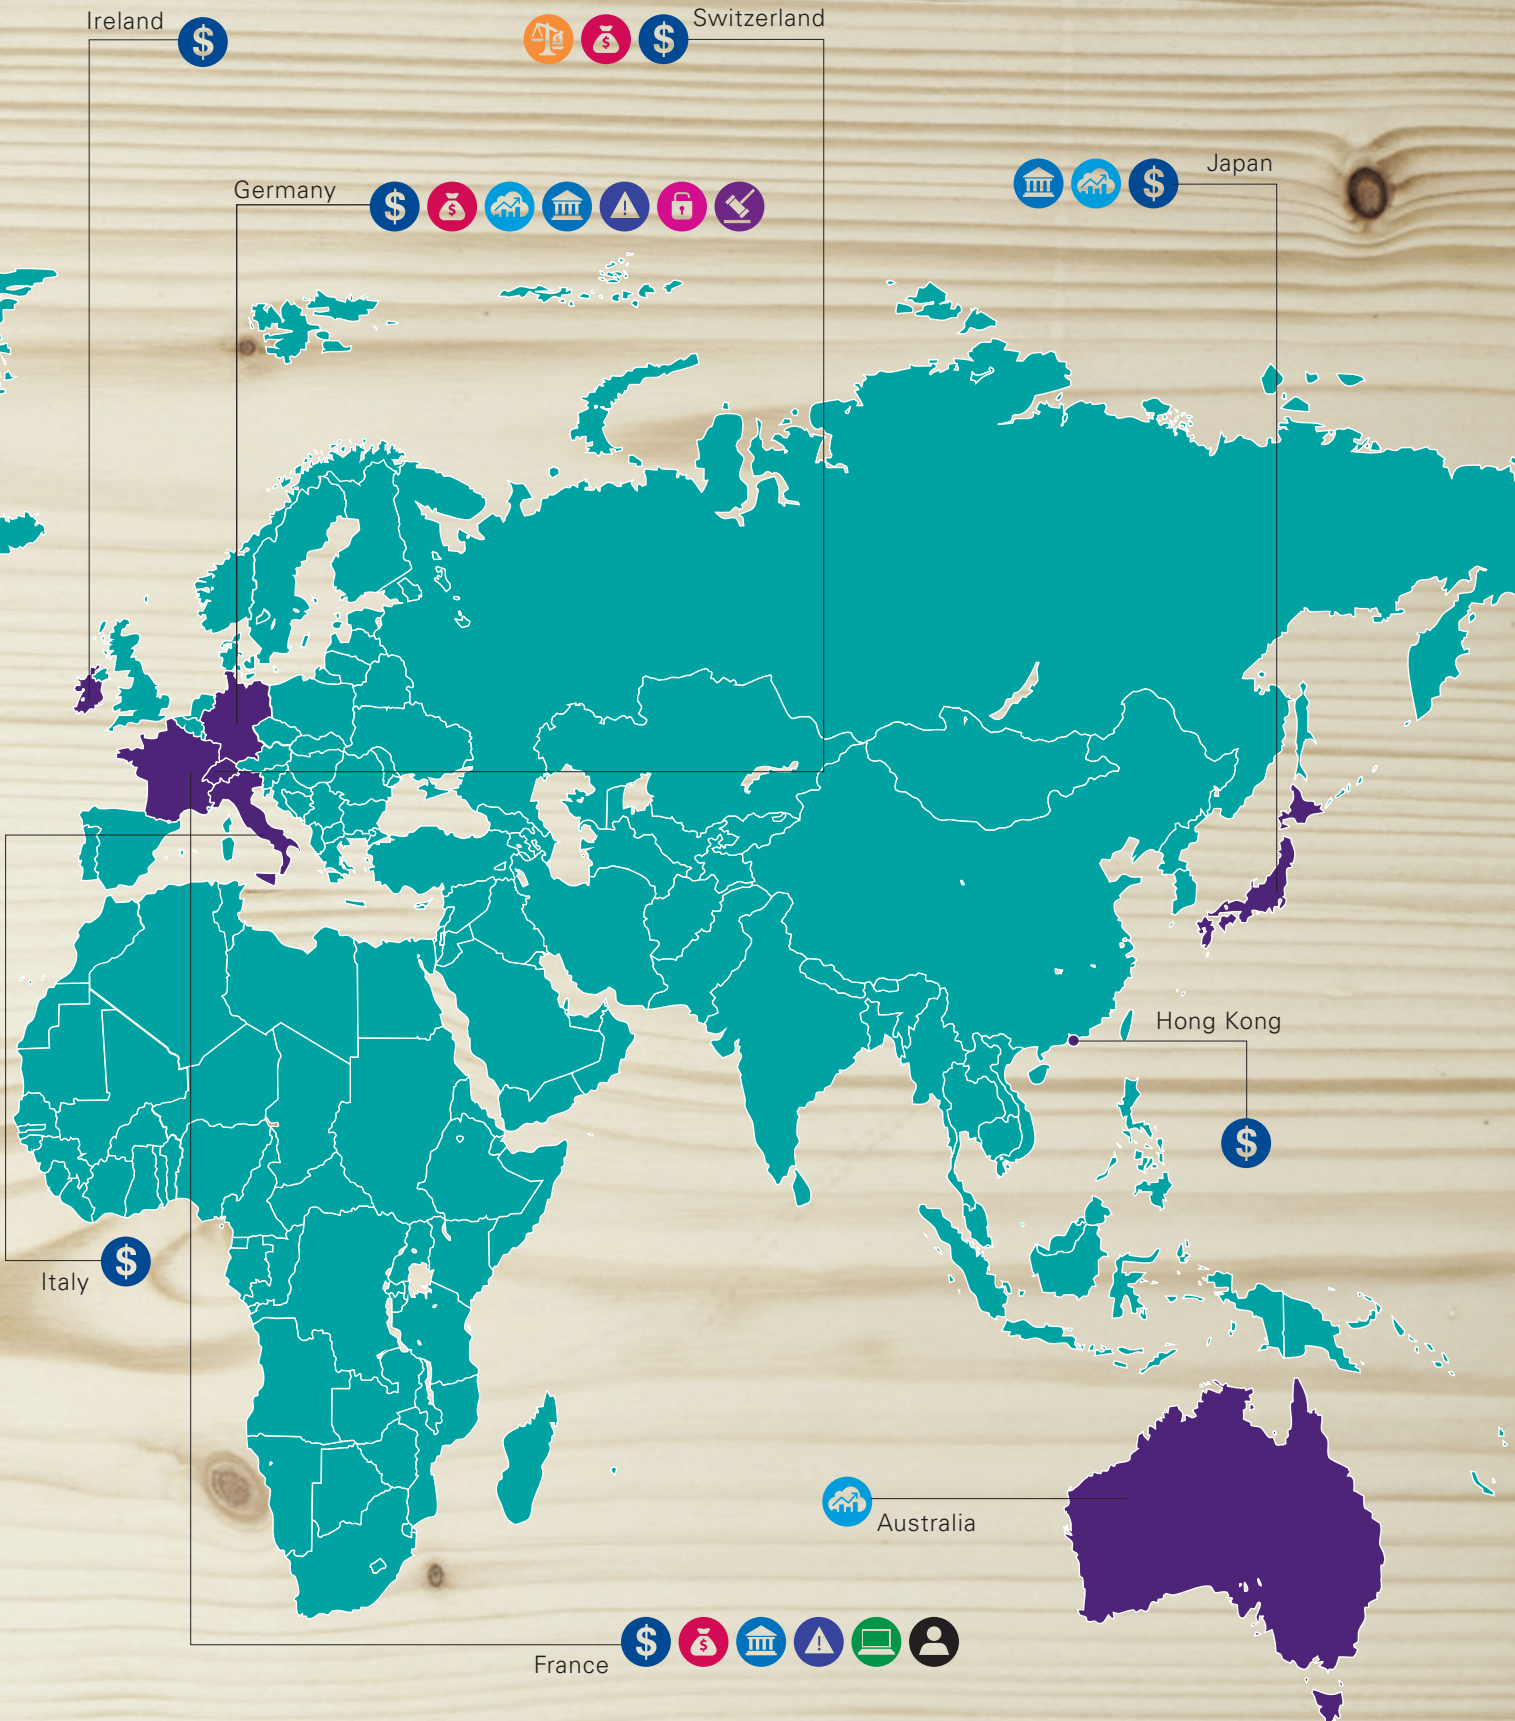 Ireland
Switzerland
Japan
Germany
Hong Kong
Italy
Australia
France